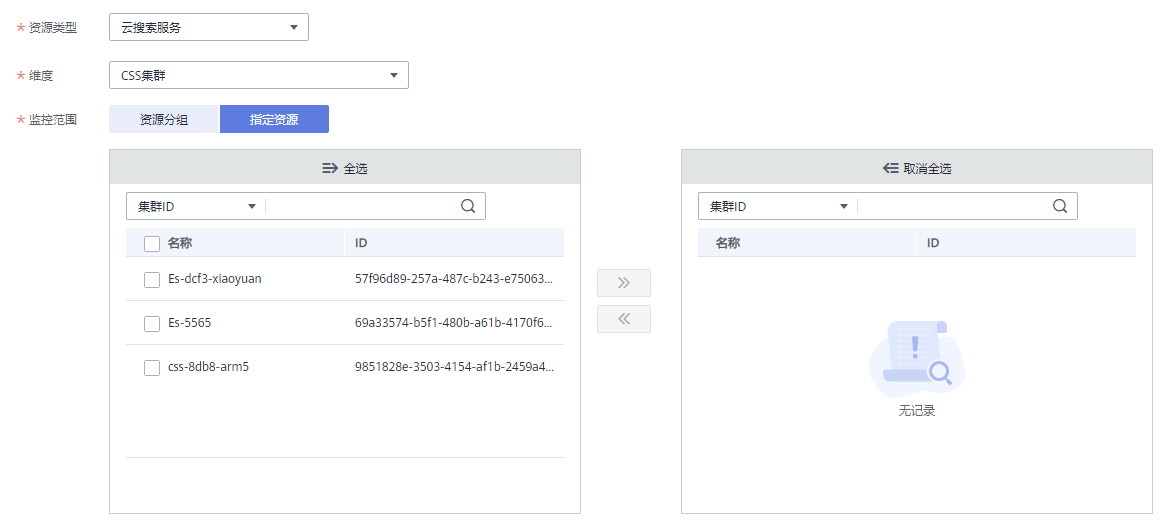 * 资源类型 云搜索服务
* 维度 CSS集群
* 监控范围 资源分组 指定资源
全选
集群ID
名称 ID
Es-dcf3-xiaoyuan 57f96d89-257a-487c-b243-e75063...
Es-5565 69a33574-b5f1-480b-a61b-4170f6...
css-8db8-arm5 9851828e-3503-4154-af1b-2459a4...
取消全选
集群ID
名称 ID
无记录